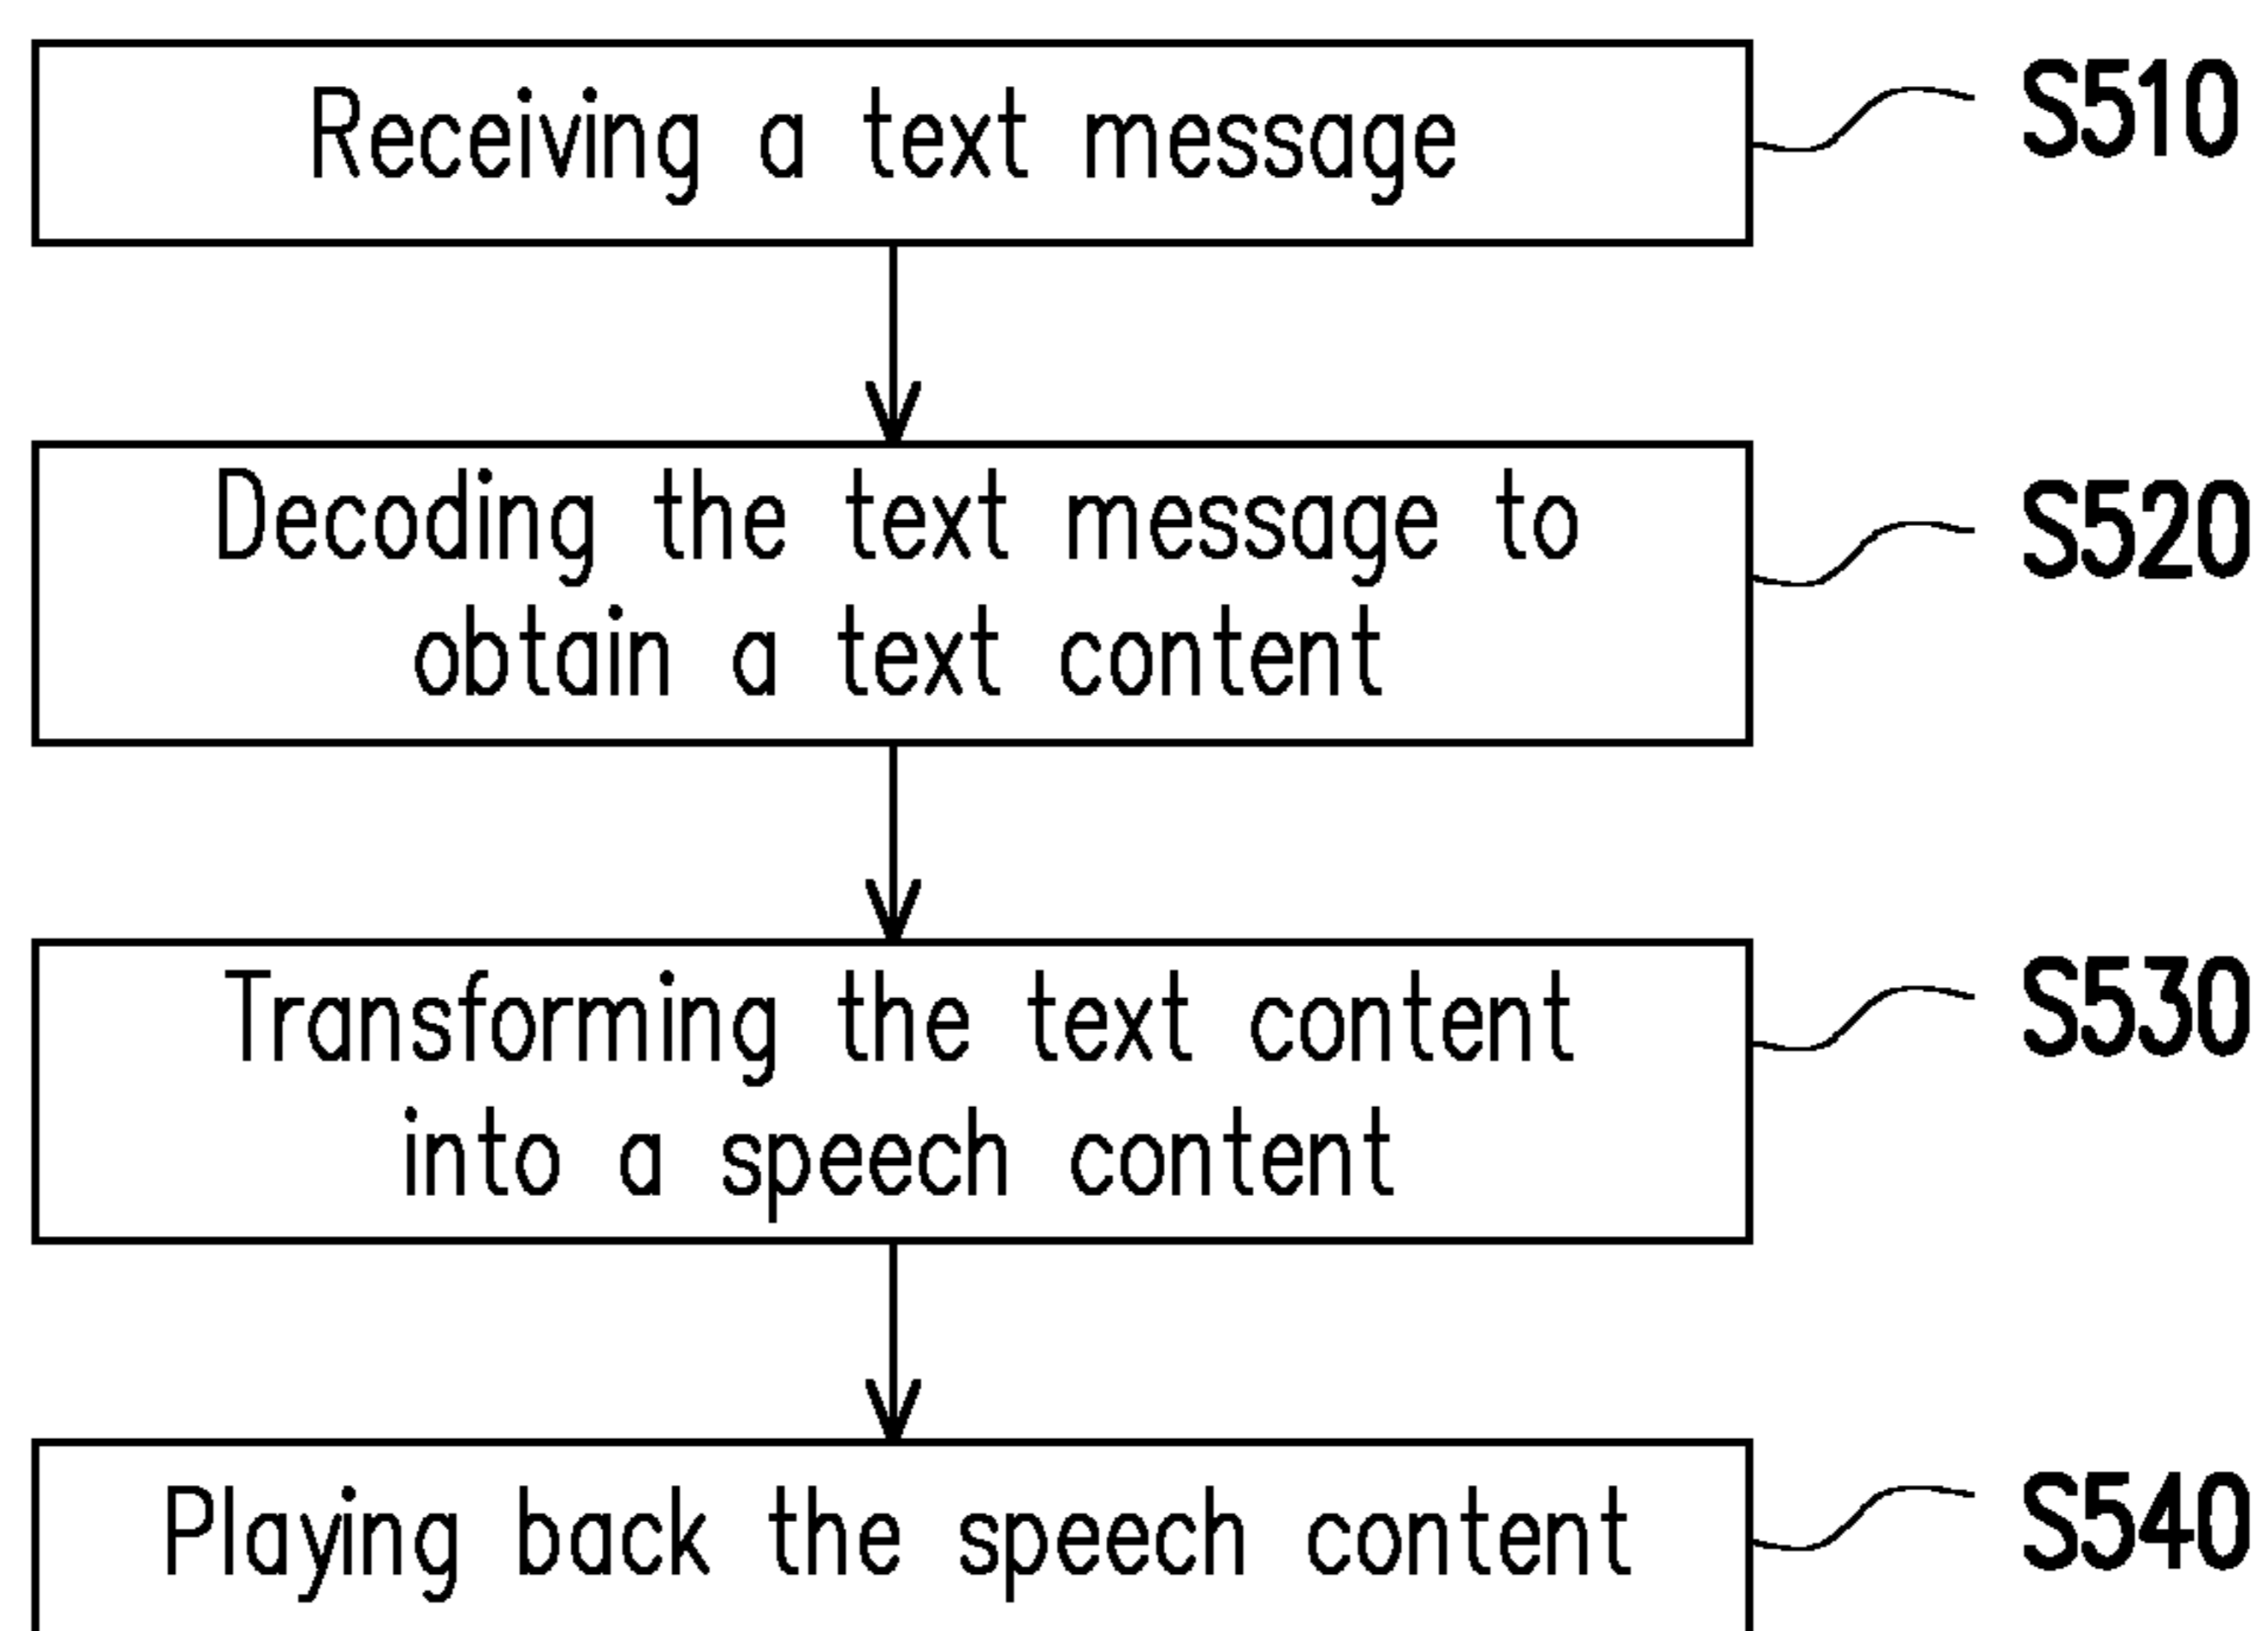 Receiving a text message
S510
Decoding the text message to
obtain a text content
S520
Transforming the text content
into a speech content
S530
Playing back the speech content
S540